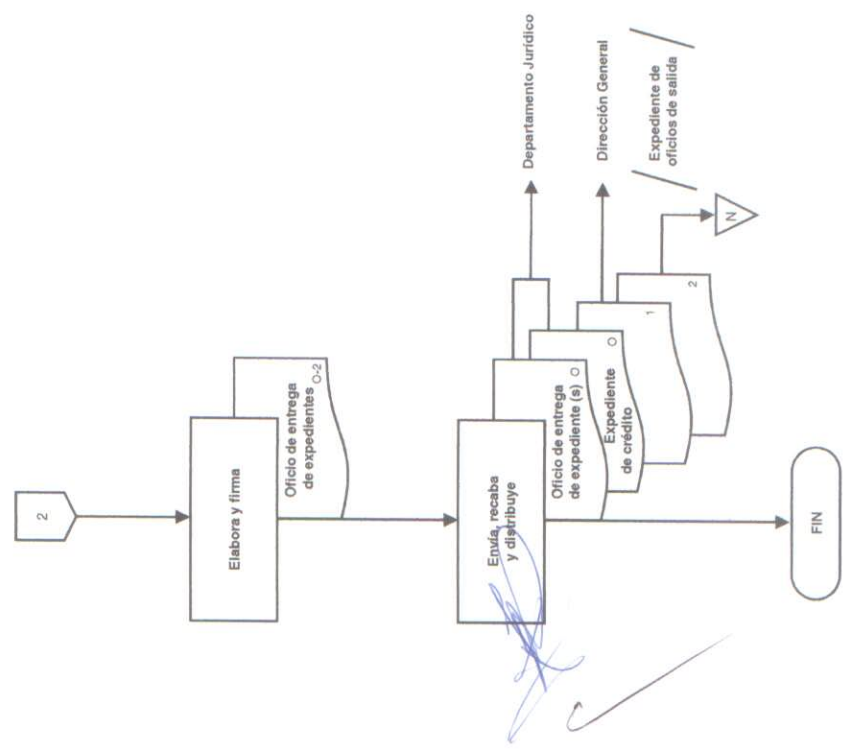 2
Elabora y firma
Oficio de entrega
de expedientes
O-2
Envía, recaba
y distribuye
Oficio de entrega
de expediente (s)
O
Expediente
de crédito
O
1
2
Departamento Jurídico
Dirección General
Expediente de
oficios de salida
N
FIN